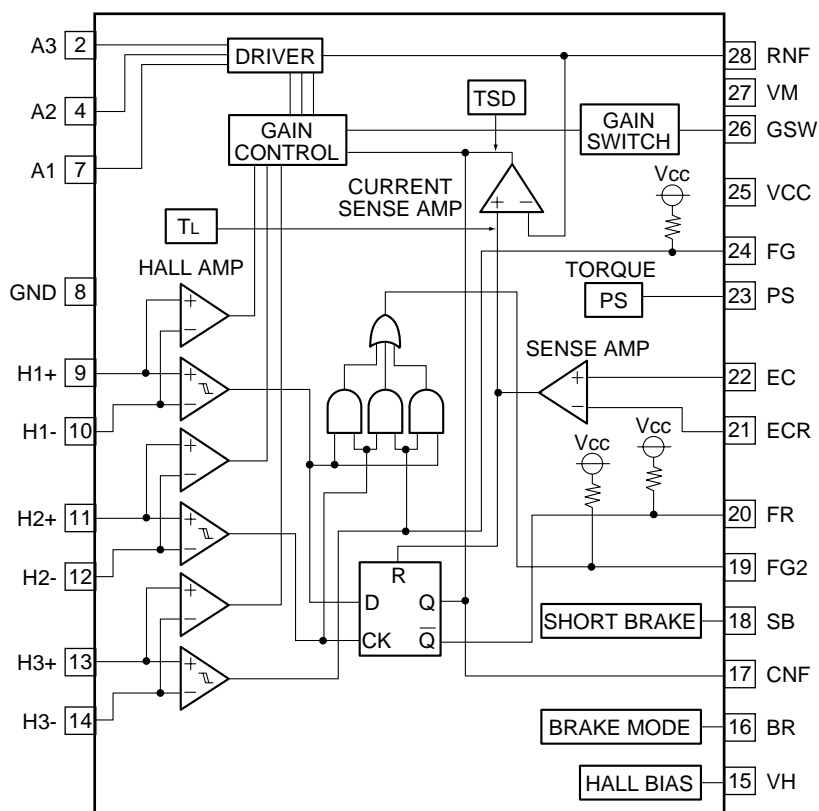 A3 2
A2 4
A1 7
GND 8
H1+ 9
H1- 10
H2+ 11
H2- 12
H3+ 13
H3- 14
DRIVER
TSD
GAIN
CONTROL
GAIN
SWITCH
CURRENT
SENSE AMP
+ −
TL
HALL AMP
Vcc
TORQUE
PS
SENSE AMP
+
−
+
−
+
−
+
−
+
−
+
−
+
−
Vcc
Vcc
R
D Q
CK Q̅
SHORT BRAKE
BRAKE MODE
HALL BIAS
28 RNF
27 VM
26 GSW
25 VCC
24 FG
23 PS
22 EC
21 ECR
20 FR
19 FG2
18 SB
17 CNF
16 BR
15 VH